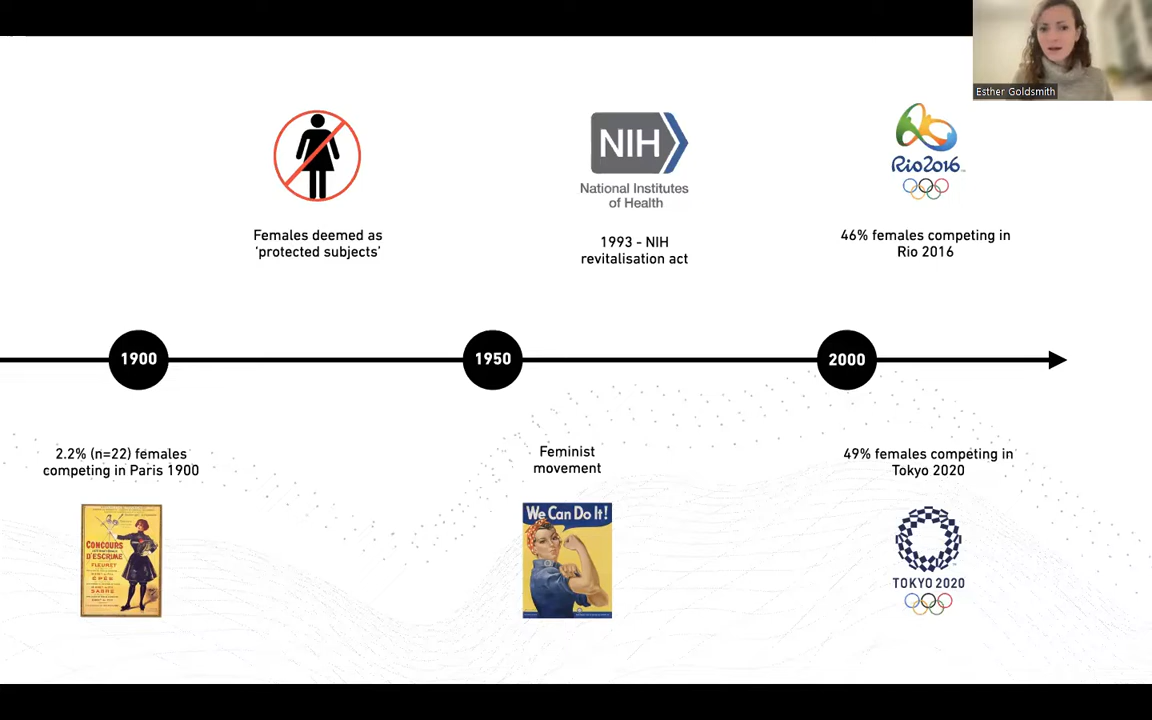 Esther Goldsmith
NIH
National Institutes
of Health
Rio2016
Females deemed as
‘protected subjects’
1993 - NIH
revitalisation act
46% females competing in
Rio 2016
1900
1950
2000
2.2% (n=22) females
competing in Paris 1900
Feminist
movement
49% females competing in
Tokyo 2020
CONCOURS
D'ESCRIME
FLEURET
SABRE
We Can Do It!
TOKYO 2020